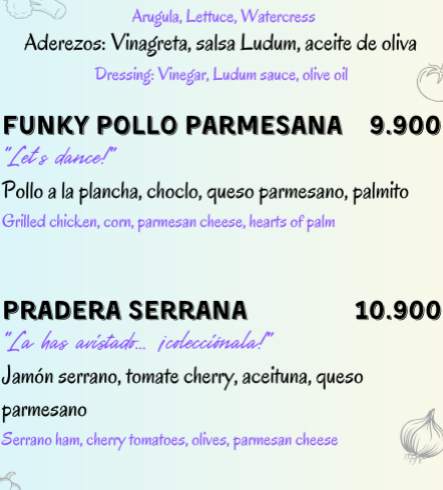 Arugula, Lettuce, Watercress
Aderezos: Vinagreta, salsa Ludum, aceite de oliva
Dressing: Vinegar, Ludum sauce, olive oil
FUNKY POLLO PARMESANA 9.900
"Let's dance!"
Pollo a la plancha, choclo, queso parmesano, palmito
Grilled chicken, corn, parmesan cheese, hearts of palm
PRADERA SERRANA 10.900
"La has avistado... ¡colecciónala!"
Jamón serrano, tomate cherry, aceituna, queso
parmesano
Serrano ham, cherry tomatoes, olives, parmesan cheese